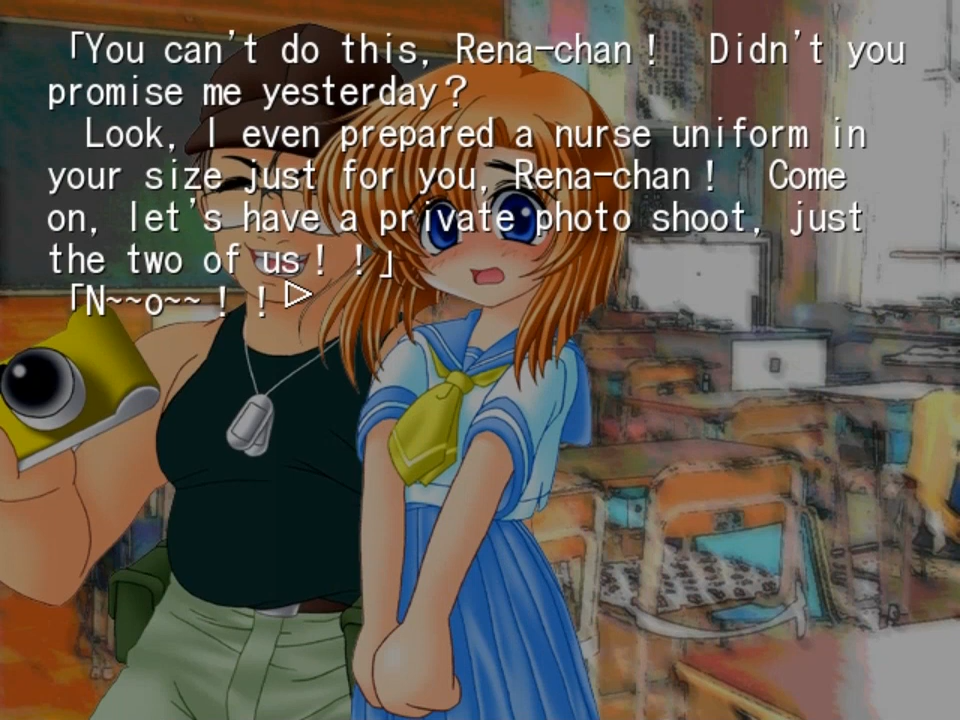 「You can't do this, Rena-chan！ Didn't you
promise me yesterday？
Look, I even prepared a nurse uniform in
your size just for you, Rena-chan！ Come
on, let's have a private photo shoot, just
the two of us！！」
「N~~o~~！！